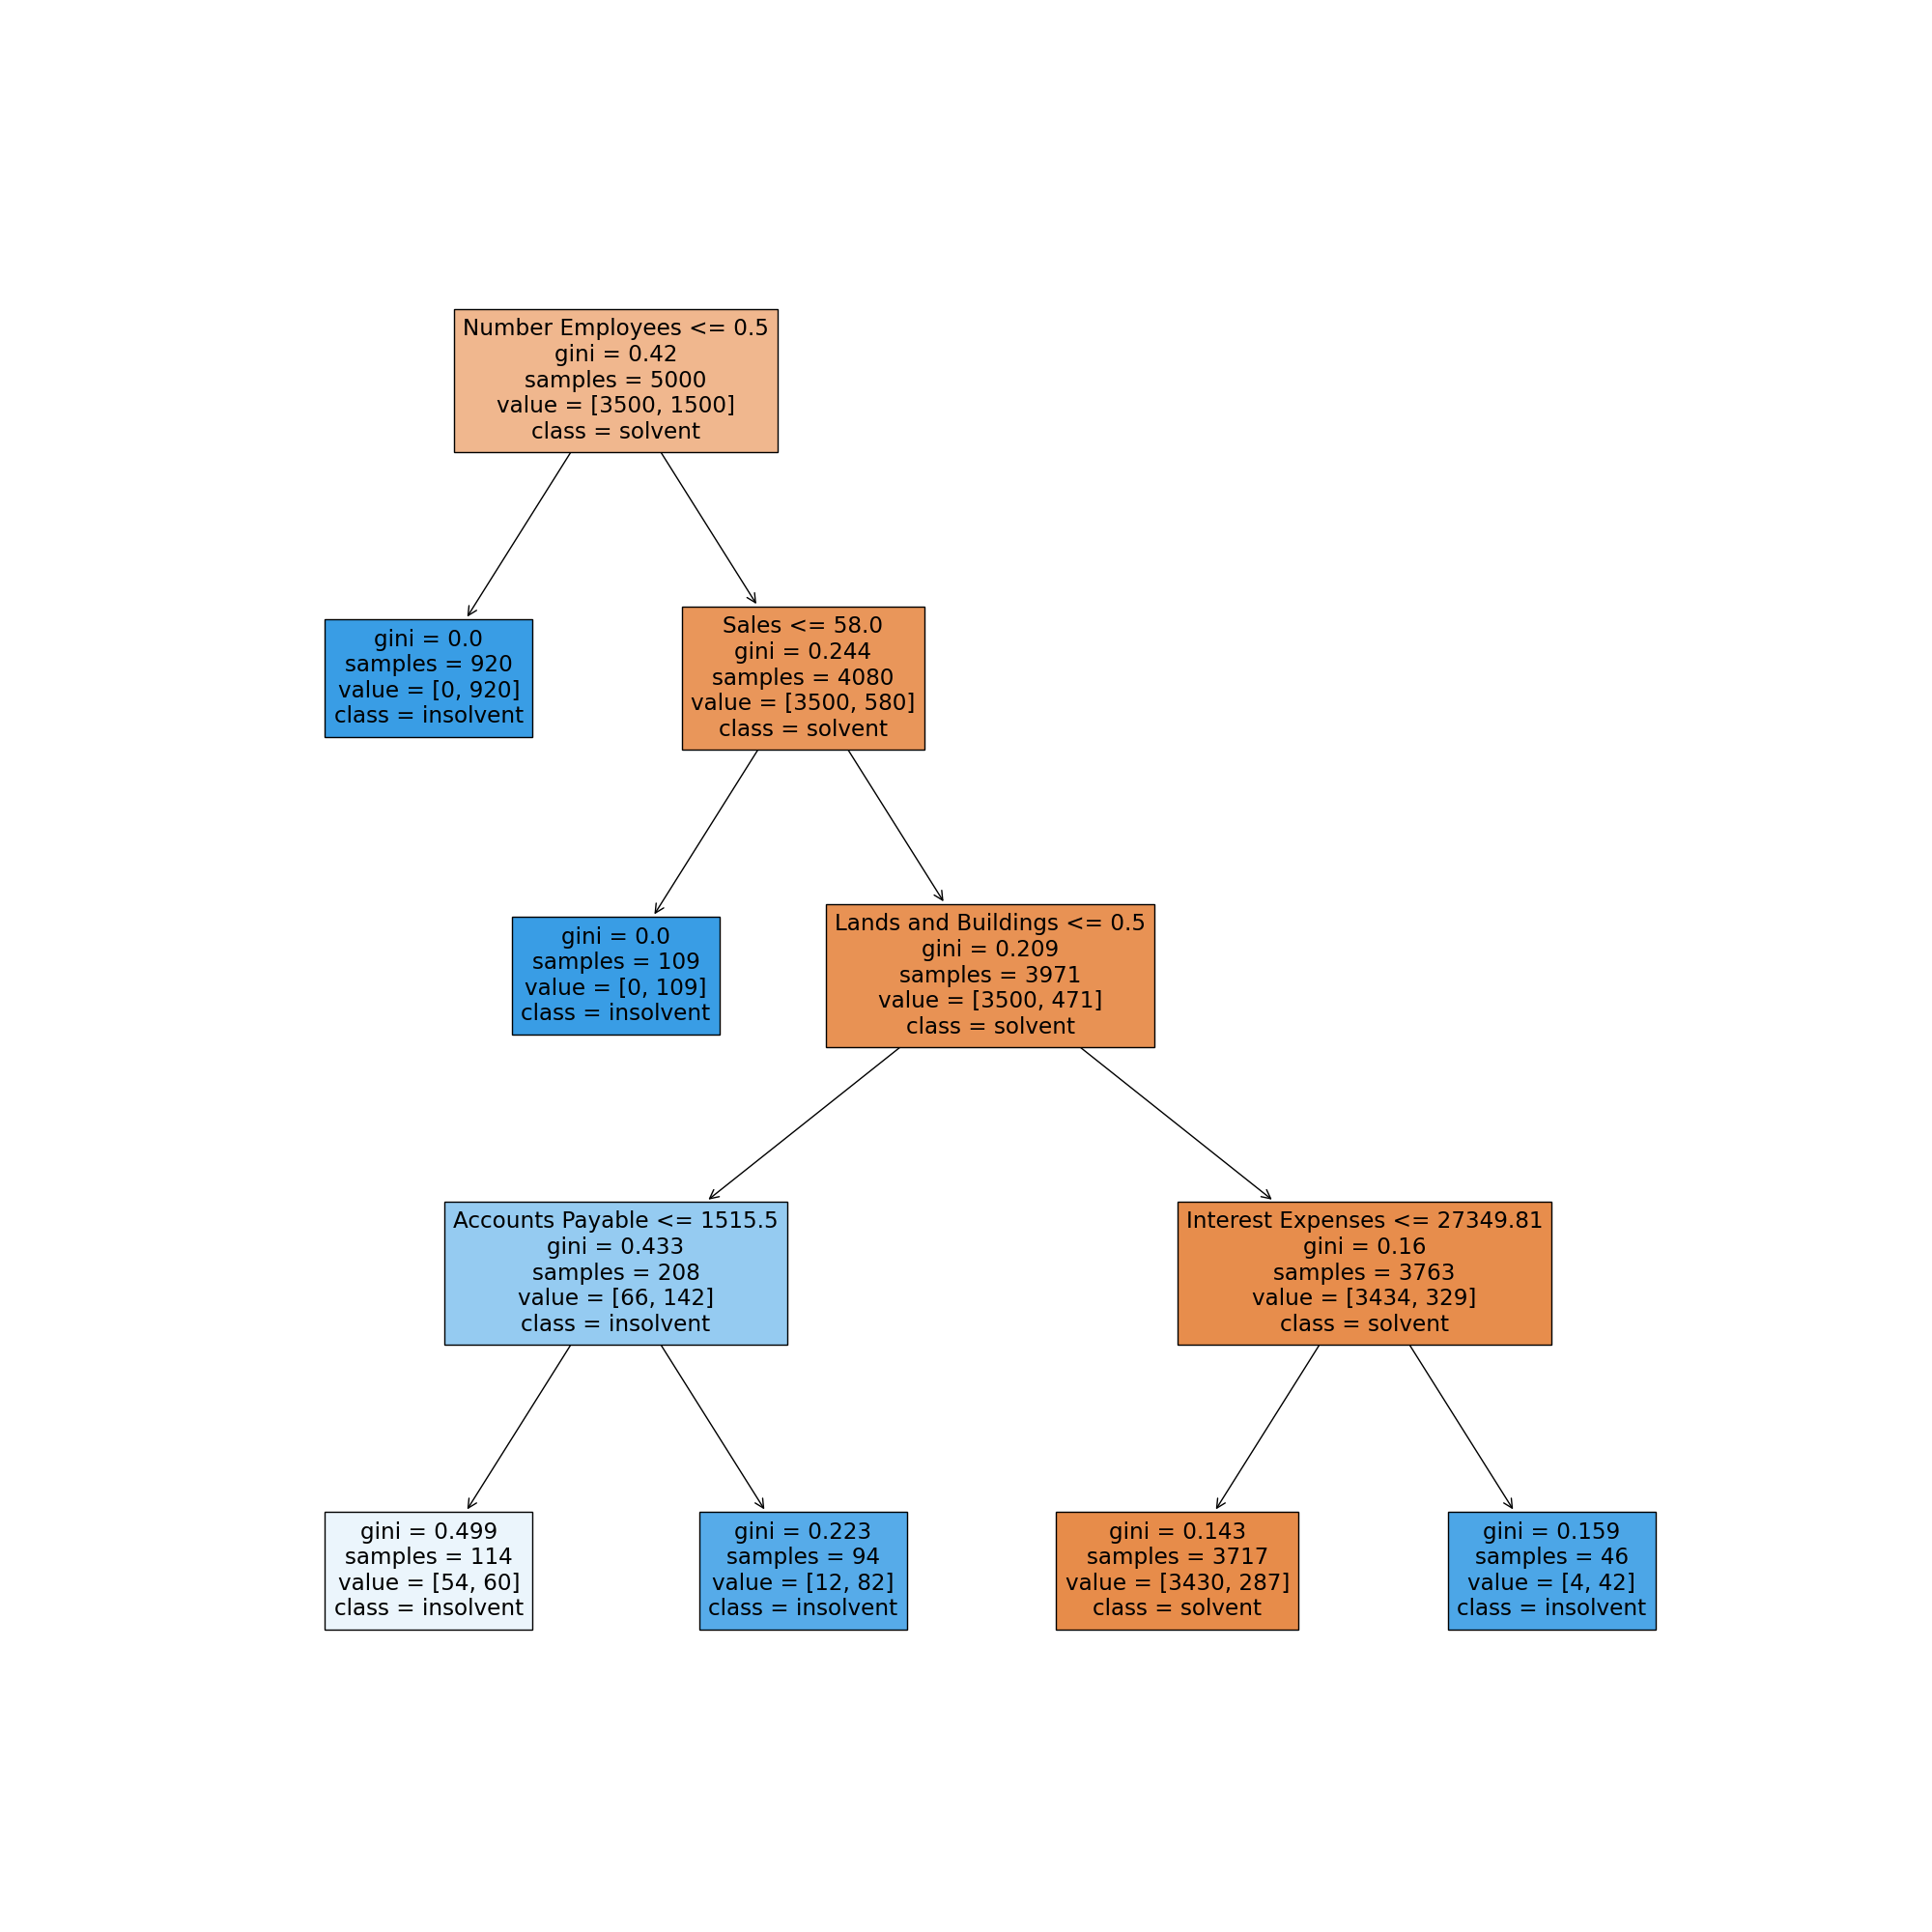 Number Employees <= 0.5
gini = 0.42
samples = 5000
value = [3500, 1500]
class = solvent
gini = 0.0
samples = 920
value = [0, 920]
class = insolvent
Sales <= 58.0
gini = 0.244
samples = 4080
value = [3500, 580]
class = solvent
gini = 0.0
samples = 109
value = [0, 109]
class = insolvent
Lands and Buildings <= 0.5
gini = 0.209
samples = 3971
value = [3500, 471]
class = solvent
Accounts Payable <= 1515.5
gini = 0.433
samples = 208
value = [66, 142]
class = insolvent
Interest Expenses <= 27349.81
gini = 0.16
samples = 3763
value = [3434, 329]
class = solvent
gini = 0.499
samples = 114
value = [54, 60]
class = insolvent
gini = 0.223
samples = 94
value = [12, 82]
class = insolvent
gini = 0.143
samples = 3717
value = [3430, 287]
class = solvent
gini = 0.159
samples = 46
value = [4, 42]
class = insolvent